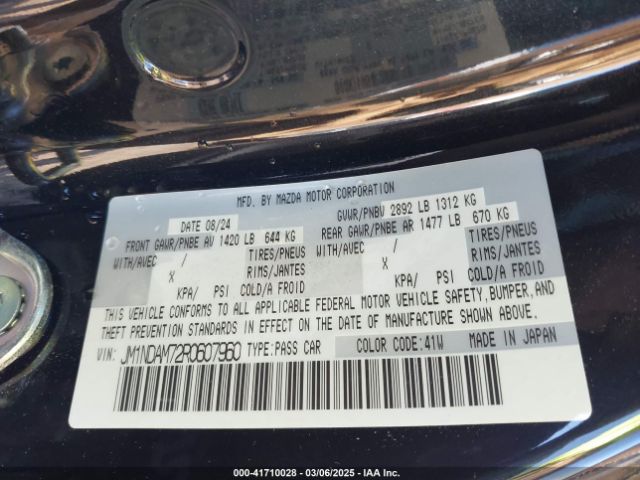 MFD. BY MAZDA MOTOR CORPORATION
DATE 08/24 GVWR/PNBV 2892 LB 1312 KG
FRONT GAWR/PNBE AV 1420 LB 644 KG REAR GAWR/PNBE AR 1477 LB 670 KG
WITH/AVEC / TIRES/PNEUS WITH/AVEC / TIRES/PNEUS
X RIMS/JANTES X RIMS/JANTES
KPA/ PSI COLD/A FROID KPA/ PSI COLD/A FROID
THIS VEHICLE CONFORMS TO ALL APPLICABLE FEDERAL MOTOR VEHICLE SAFETY, BUMPER, AND
THEFT PREVENTION STANDARDS IN EFFECT ON THE DATE OF MANUFACTURE SHOWN ABOVE.
VIN: JM1NDAM72R0607960 TYPE:PASS CAR COLOR CODE:41W MADE IN JAPAN
000-41710028 - 03/06/2025 - IAA Inc.